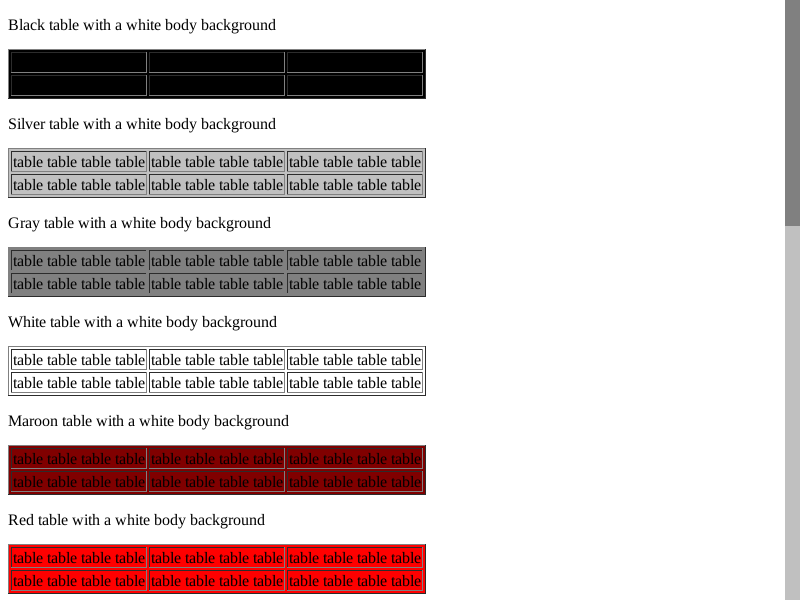 Black table with a white body background
Silver table with a white body background
table table table table table table table table table table table table
table table table table table table table table table table table table
Gray table with a white body background
table table table table table table table table table table table table
table table table table table table table table table table table table
White table with a white body background
table table table table table table table table table table table table
table table table table table table table table table table table table
Maroon table with a white body background
table table table table table table table table table table table table
table table table table table table table table table table table table
Red table with a white body background
table table table table table table table table table table table table
table table table table table table table table table table table table